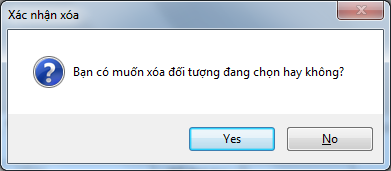 Xác nhận xóa
Bạn có muốn xóa đối tượng đang chọn hay không?
Yes No